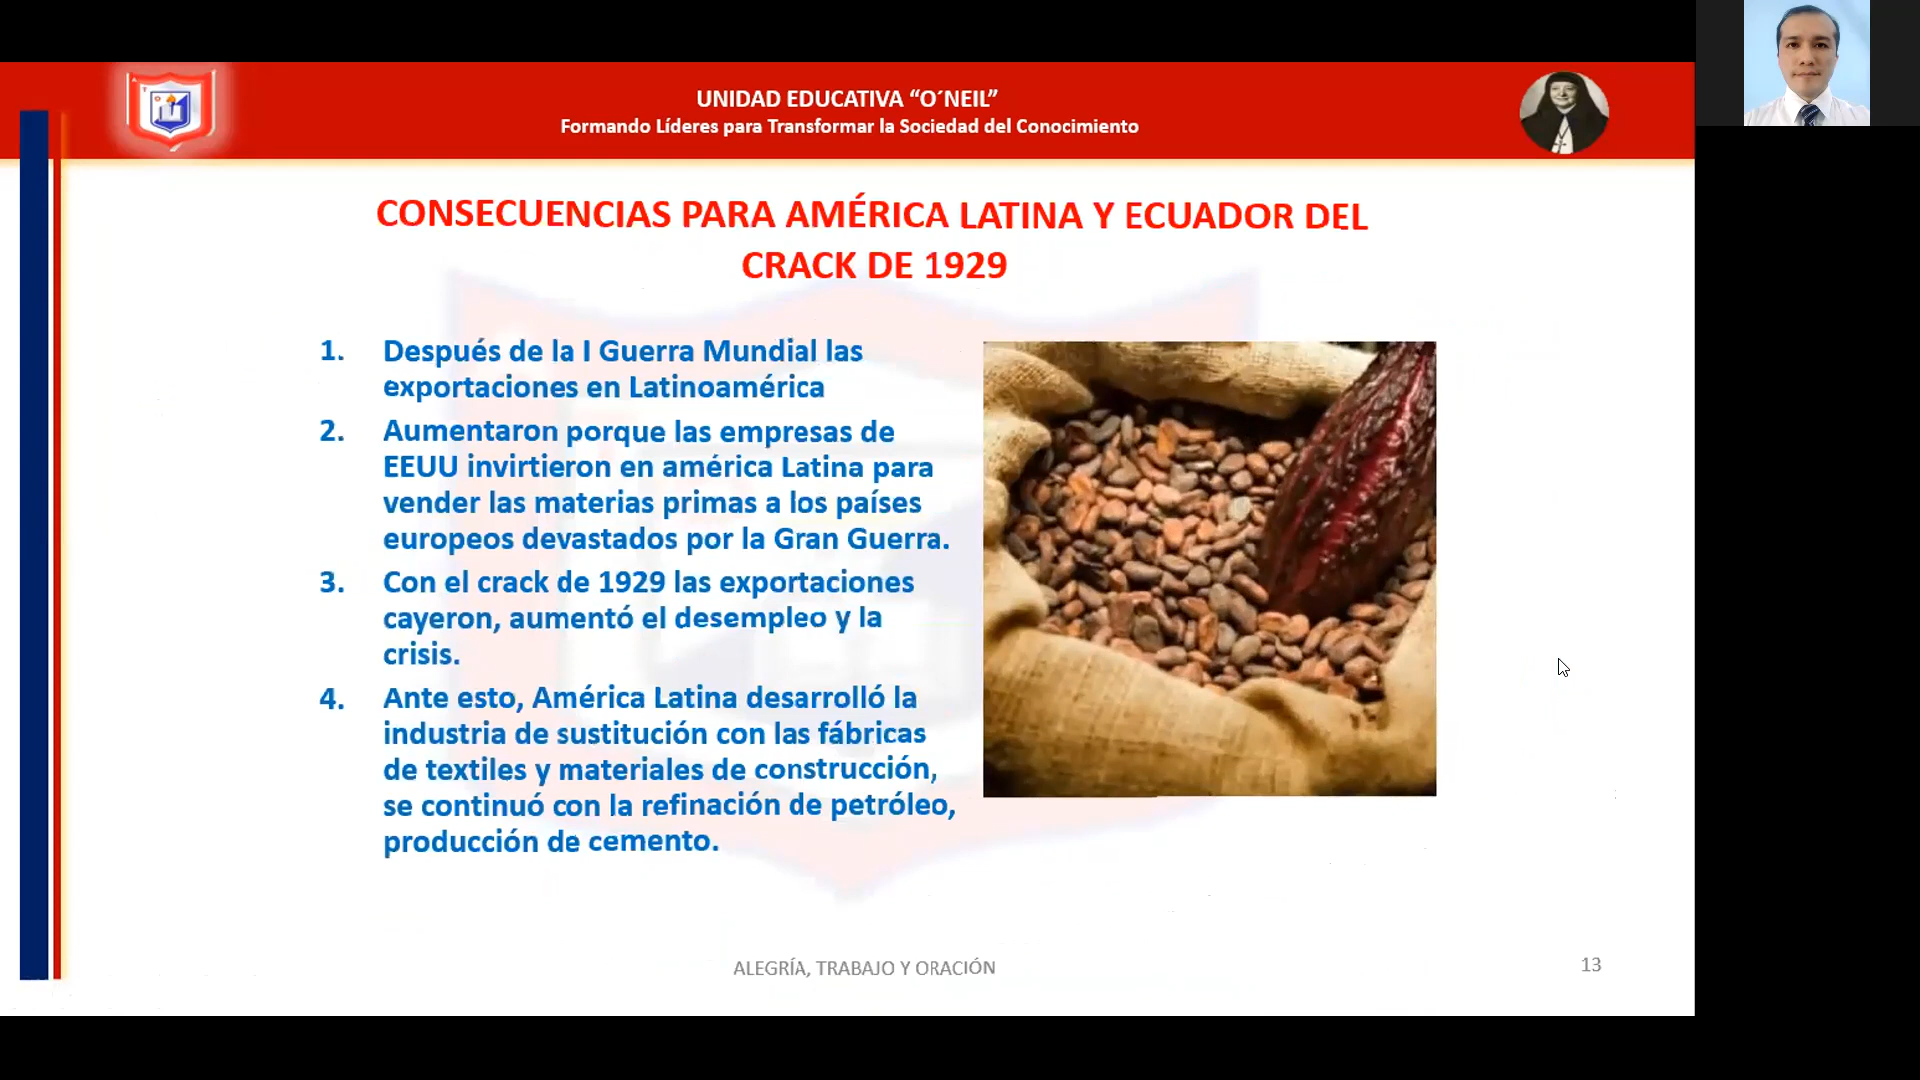 UNIDAD EDUCATIVA “O´NEIL”
Formando Líderes para Transformar la Sociedad del Conocimiento
CONSECUENCIAS PARA AMÉRICA LATINA Y ECUADOR DEL
CRACK DE 1929
1. Después de la I Guerra Mundial las
exportaciones en Latinoamérica
2. Aumentaron porque las empresas de
EEUU invirtieron en américa Latina para
vender las materias primas a los países
europeos devastados por la Gran Guerra.
3. Con el crack de 1929 las exportaciones
cayeron, aumentó el desempleo y la
crisis.
4. Ante esto, América Latina desarrolló la
industria de sustitución con las fábricas
de textiles y materiales de construcción,
se continuó con la refinación de petróleo,
producción de cemento.
ALEGRÍA, TRABAJO Y ORACIÓN
13